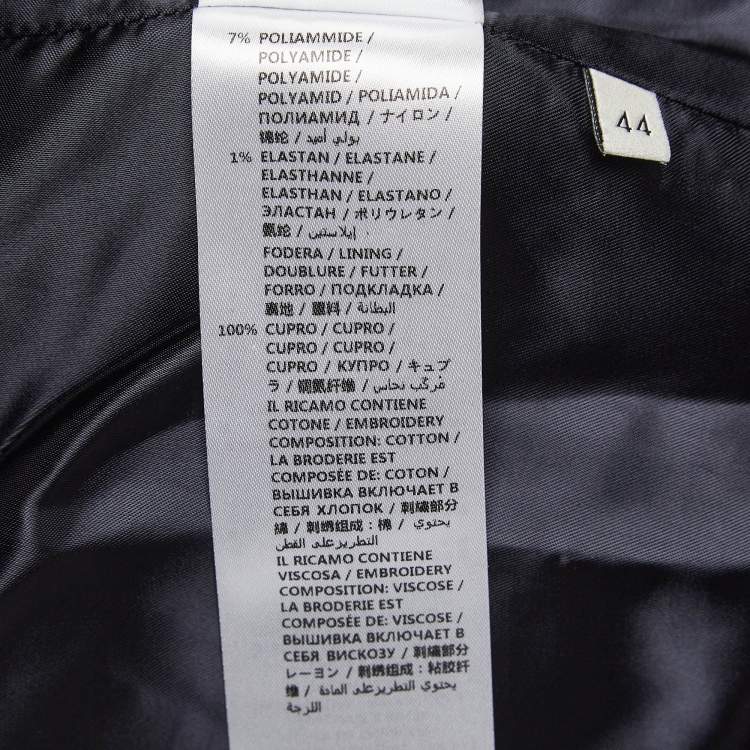 7% POLIAMMIDE /
POLYAMIDE /
POLYAMIDE /
POLYAMID / POLIAMIDA /
ПОЛИАМИД / ナイロン /
锦纶 / بولي أميد
1% ELASTAN / ELASTANE /
ELASTHANNE /
ELASTHAN / ELASTANO /
ЭЛАСТАН / ポリウレタン /
氨纶 / إيلاستين
FODERA / LINING /
DOUBLURE / FUTTER /
FORRO / ПОДКЛАДКА /
裏地 / 里料 / البطانة
100% CUPRO / CUPRO /
CUPRO / CUPRO /
CUPRO / КУПРО / キュプ
ラ / 铜氨纤维 / مُركّب نحاس
IL RICAMO CONTIENE
COTONE / EMBROIDERY
COMPOSITION: COTTON /
LA BRODERIE EST
COMPOSÉE DE: COTON /
ВЫШИВКА ВКЛЮЧАЕТ В
СЕБЯ ХЛОПОК / 刺繍部分
綿 / 刺绣组成：棉 / يحتوي
التطريز على القطن
IL RICAMO CONTIENE
VISCOSA / EMBROIDERY
COMPOSITION: VISCOSE /
LA BRODERIE EST
COMPOSÉE DE: VISCOSE /
ВЫШИВКА ВКЛЮЧАЕТ В
СЕБЯ ВИСКОЗУ / 刺繍部分
レーヨン / 刺绣组成：粘胶纤
维 / يحتوي التطريز على المادة
اللزجة
44